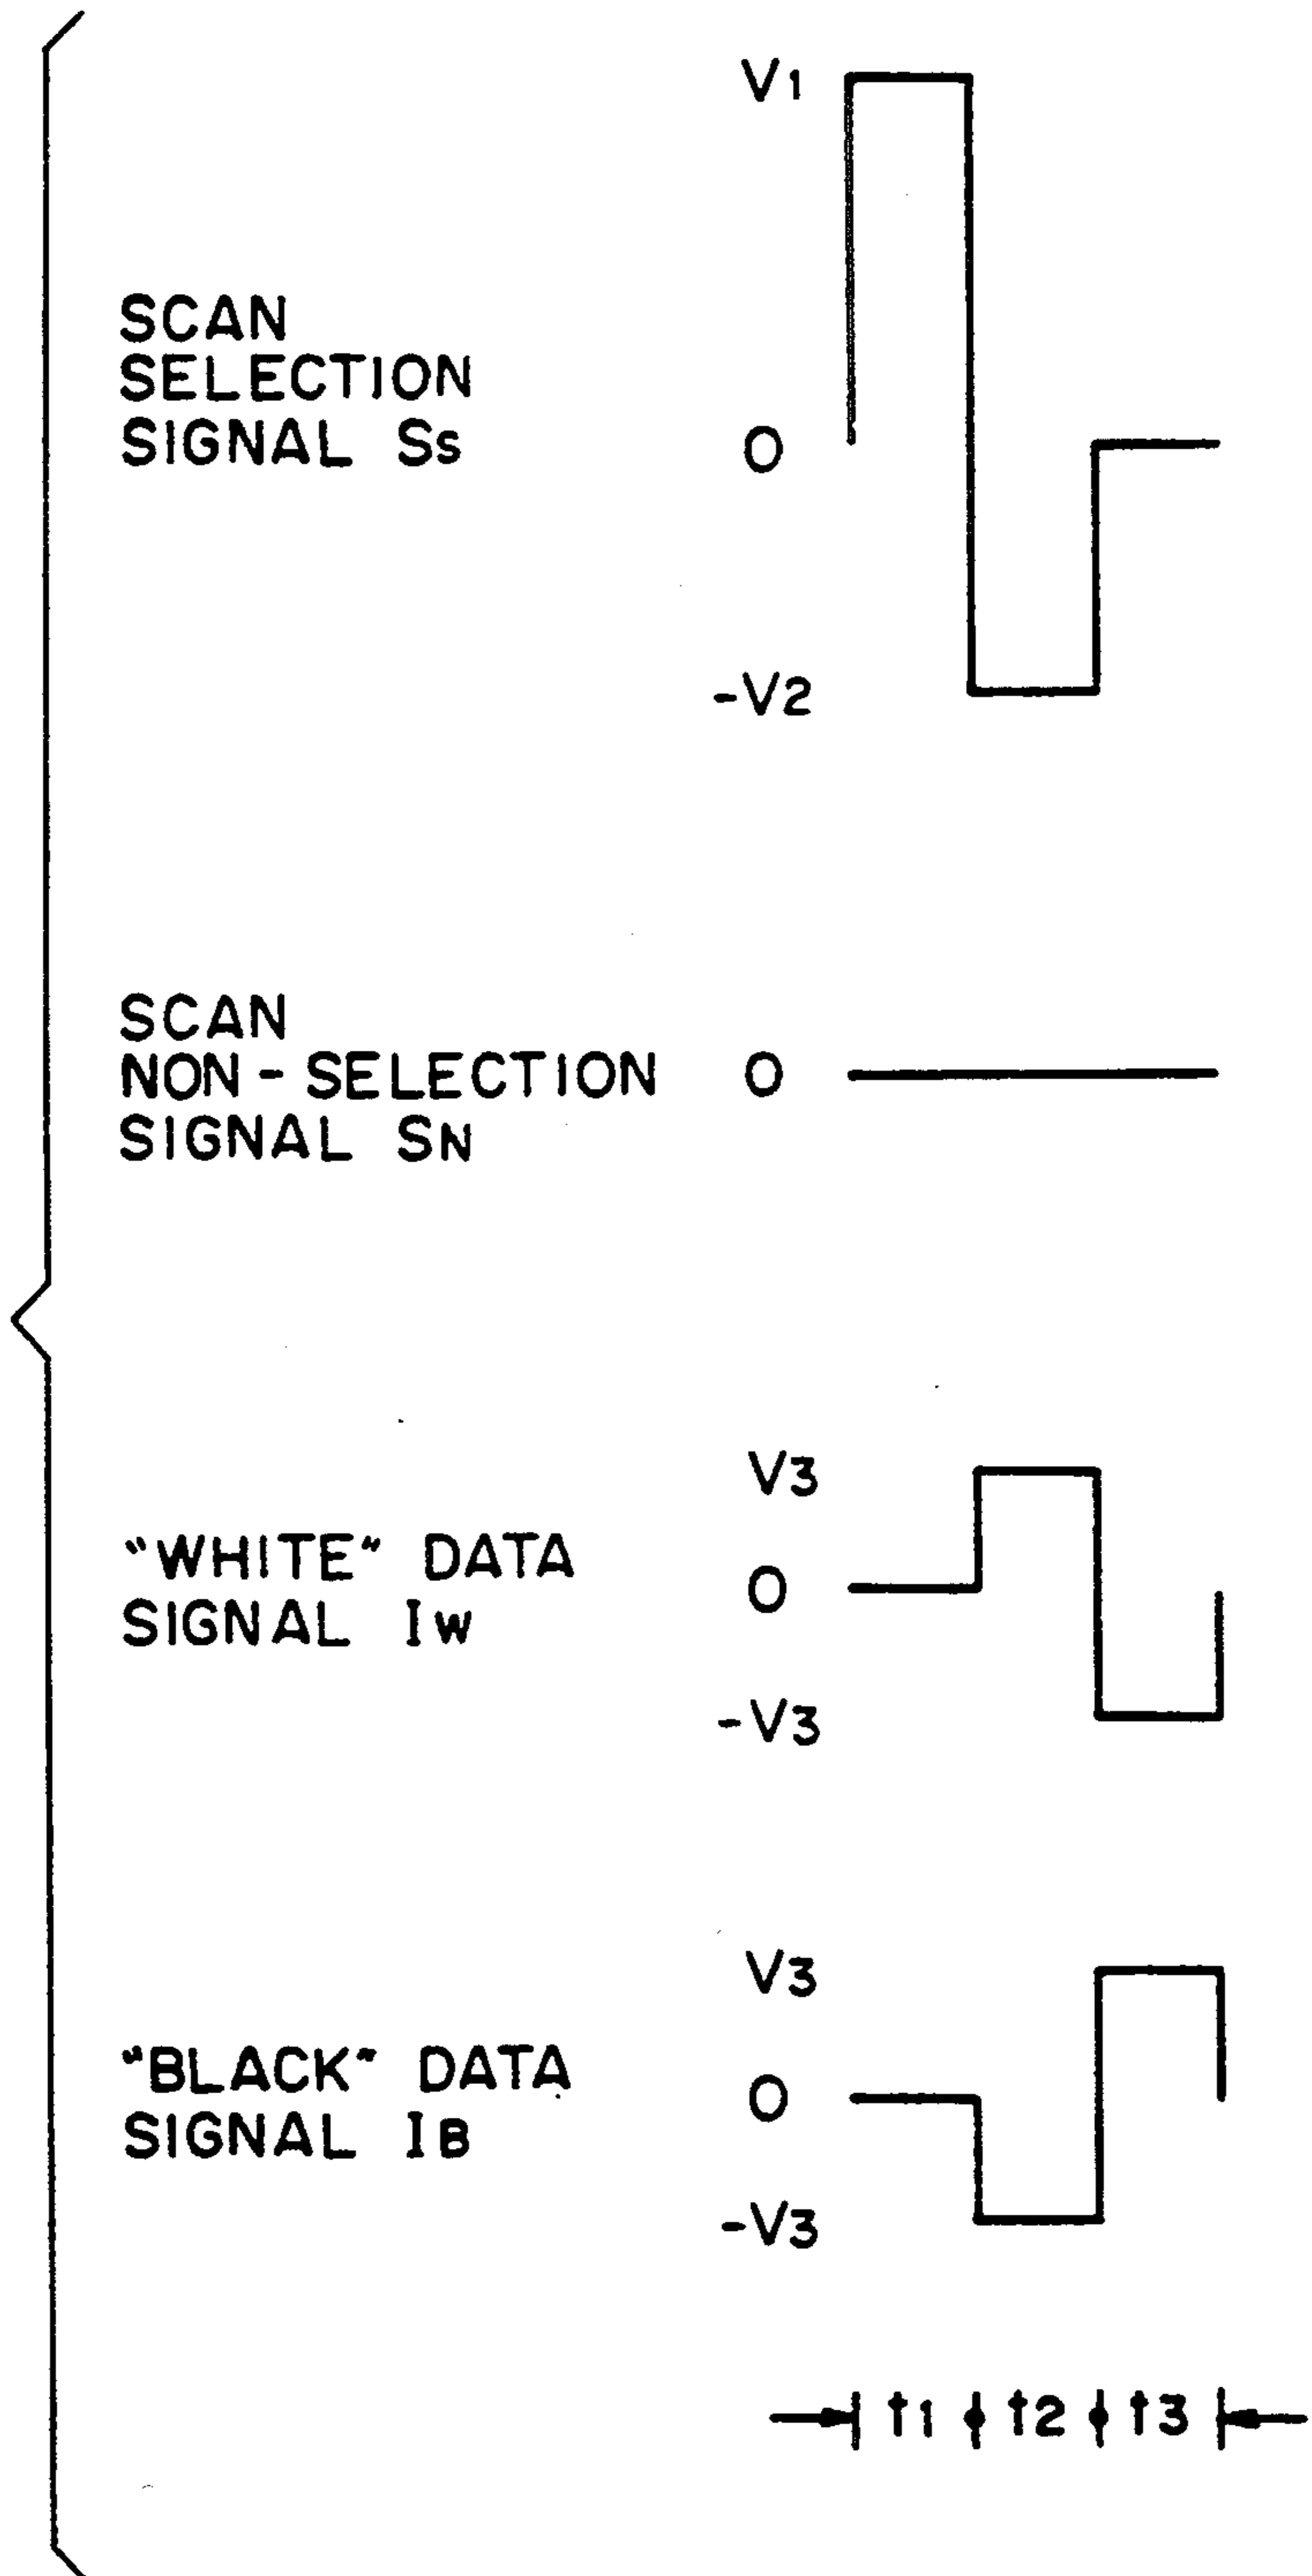 V1
SCAN
SELECTION
SIGNAL Ss
0
-V2
SCAN
NON-SELECTION
SIGNAL SN
0
V3
"WHITE" DATA
SIGNAL IW
0
-V3
V3
"BLACK" DATA
SIGNAL IB
0
-V3
t1 t2 t3